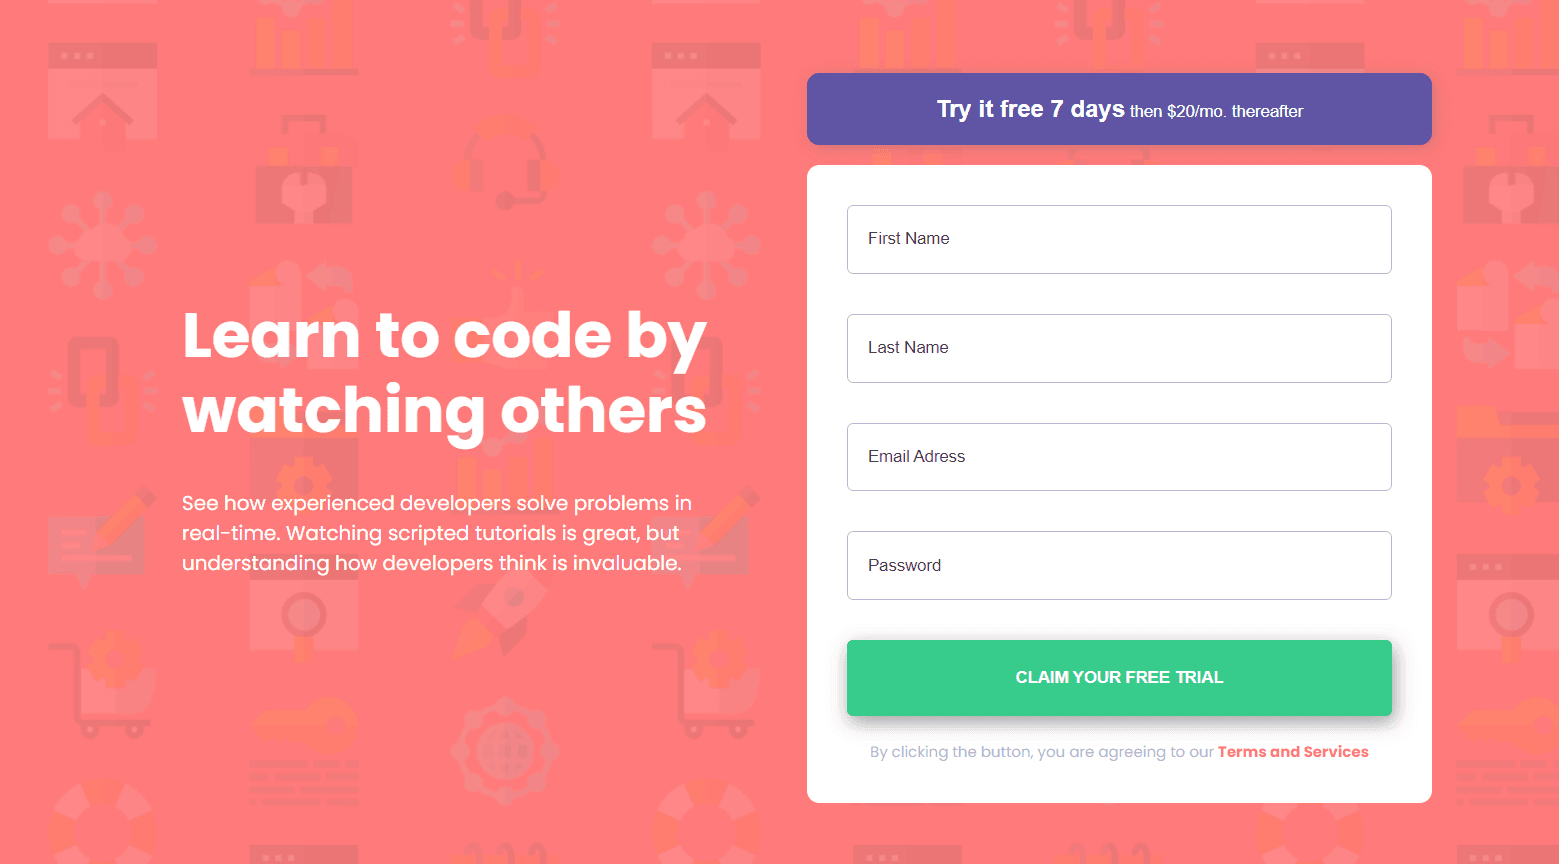 Learn to code by
watching others
See how experienced developers solve problems in
real-time. Watching scripted tutorials is great, but
understanding how developers think is invaluable.
Try it free 7 days then $20/mo. thereafter
First Name
Last Name
Email Adress
Password
CLAIM YOUR FREE TRIAL
By clicking the button, you are agreeing to our Terms and Services